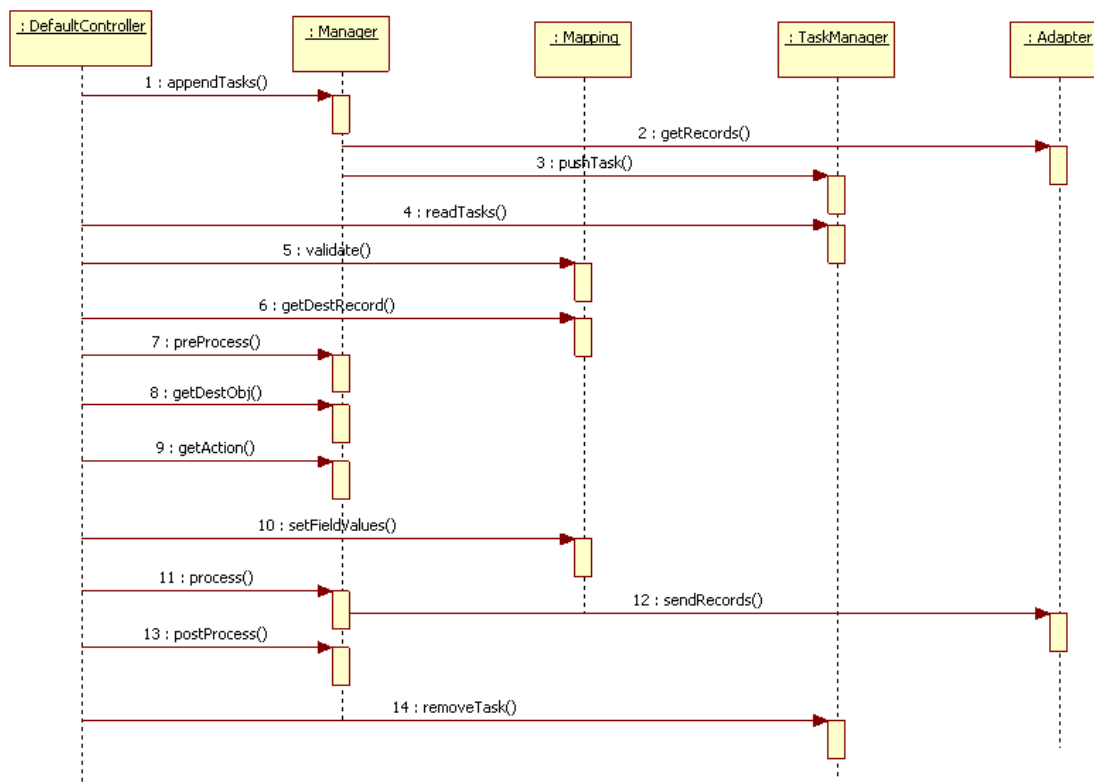 : DefaultController
: Manager
: Mapping
: TaskManager
: Adapter
1 : appendTasks()
2 : getRecords()
3 : pushTask()
4 : readTasks()
5 : validate()
6 : getDestRecord()
7 : preProcess()
8 : getDestObj()
9 : getAction()
10 : setFieldValues()
11 : process()
12 : sendRecords()
13 : postProcess()
14 : removeTask()